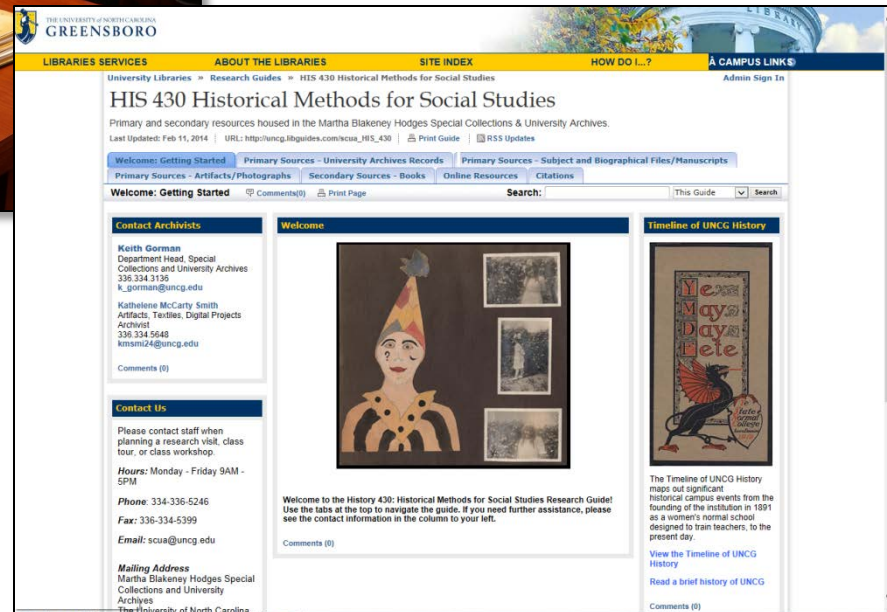 THE UNIVERSITY of NORTH CAROLINA
GREENSBORO
LIBRARY
LIBRARIES SERVICES ABOUT THE LIBRARIES SITE INDEX HOW DO I...? À CAMPUS LINKS
University Libraries » Research Guides » HIS 430 Historical Methods for Social Studies Admin Sign In
HIS 430 Historical Methods for Social Studies
Primary and secondary resources housed in the Martha Blakeney Hodges Special Collections & University Archives.
Last Updated: Feb 11, 2014 URL: http://uncg.libguides.com/scua_HIS_430 Print Guide RSS Updates
Welcome: Getting Started Primary Sources - University Archives Records Primary Sources - Subject and Biographical Files/Manuscripts
Primary Sources - Artifacts/Photographs Secondary Sources - Books Online Resources Citations
Welcome: Getting Started Comments(0) Print Page Search: This Guide Search
Contact Archivists
Keith Gorman
Department Head, Special
Collections and University Archives
336.334.3136
k_gorman@uncg.edu
Kathelene McCarty Smith
Artifacts, Textiles, Digital Projects
Archivist
336.334.5648
kmsmi24@uncg.edu
Comments (0)
Contact Us
Please contact staff when
planning a research visit, class
tour, or class workshop.
Hours: Monday - Friday 9AM -
5PM
Phone: 334-336-5246
Fax: 336-334-5399
Email: scua@uncg.edu
Mailing Address
Martha Blakeney Hodges Special
Collections and University
Archives
The University of North Carolina
Welcome
Welcome to the History 430: Historical Methods for Social Studies Research Guide!
Use the tabs at the top to navigate the guide. If you need further assistance, please
see the contact information in the column to your left.
Comments (0)
Timeline of UNCG History
Ye
May
Day
Fete
State
Normal
College
The Timeline of UNCG History
maps out significant
historical campus events from the
founding of the institution in 1891
as a women's normal school
designed to train teachers, to the
present day.
View the Timeline of UNCG
History
Read a brief history of UNCG
Comments (0)